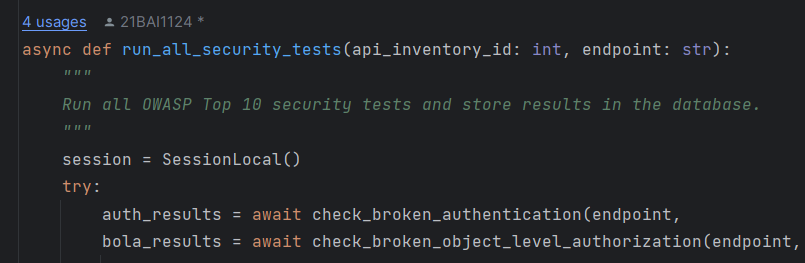 4 usages 21BAI1124 *
async def run_all_security_tests(api_inventory_id: int, endpoint: str):
"""
Run all OWASP Top 10 security tests and store results in the database.
"""
session = SessionLocal()
try:
auth_results = await check_broken_authentication(endpoint,
bola_results = await check_broken_object_level_authorization(endpoint,